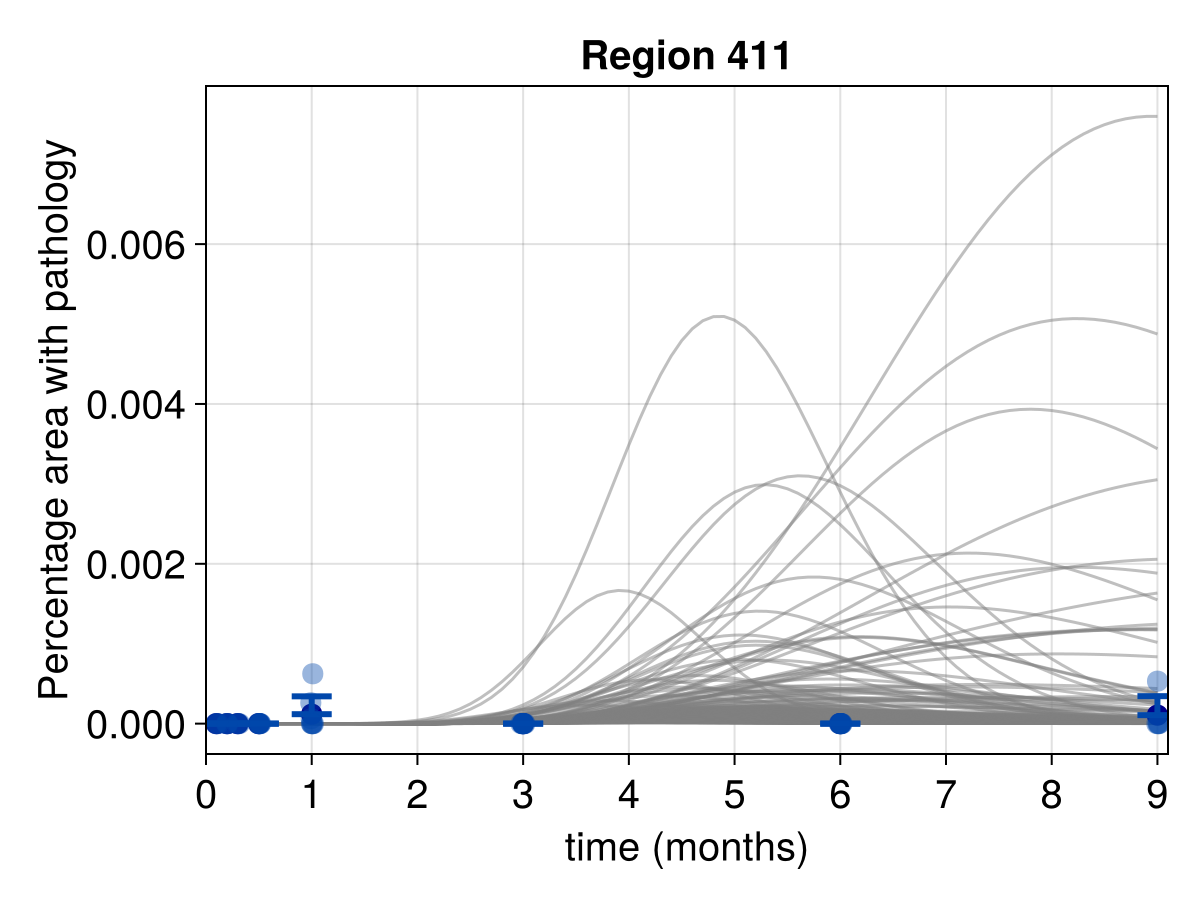 Region 411
Percentage area with pathology
0.006
0.004
0.002
0.000
0 1 2 3 4 5 6 7 8 9
time (months)